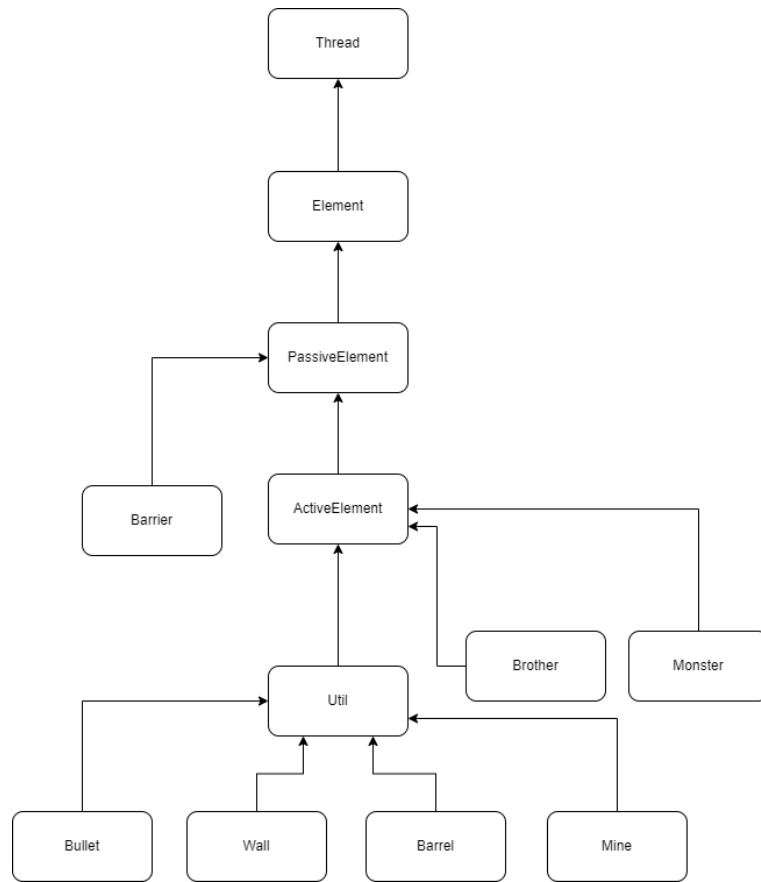 Thread
Element
PassiveElement
Barrier
ActiveElement
Brother
Monster
Util
Bullet
Wall
Barrel
Mine